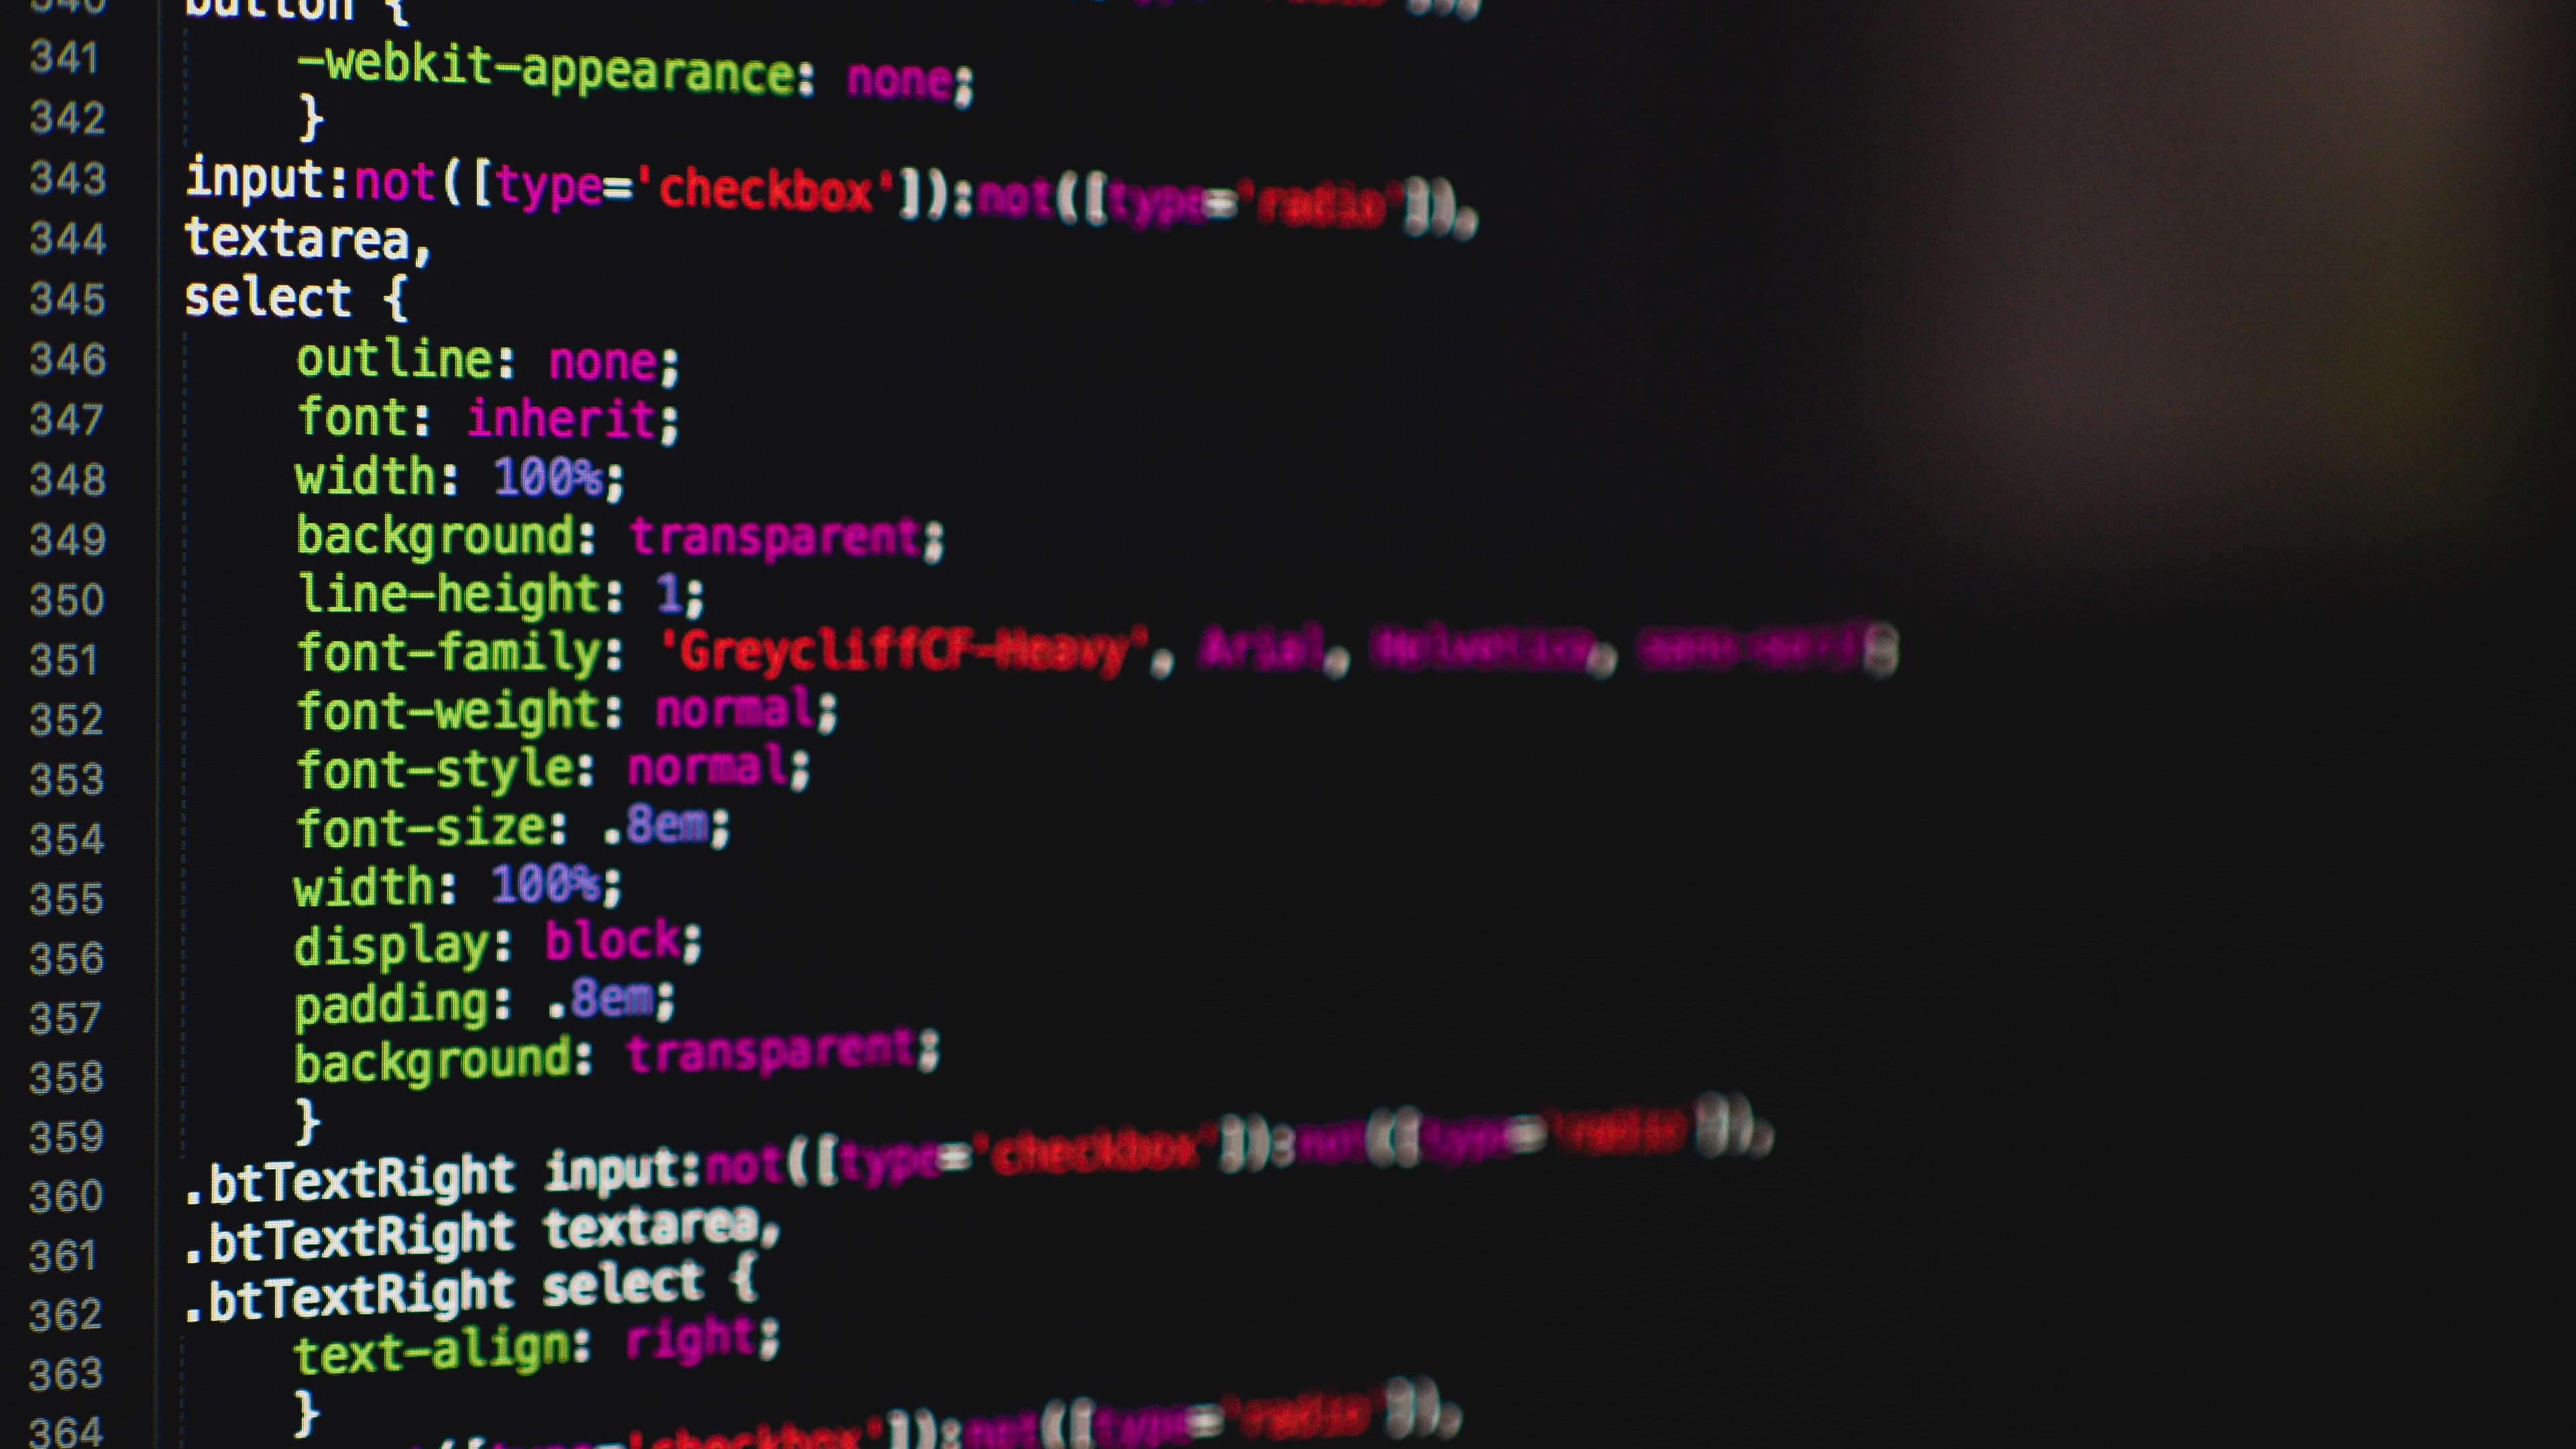 340 button {
341 -webkit-appearance: none;
342 }
343 input:not([type='checkbox']):not([type='radio']),
344 textarea,
345 select {
346 outline: none;
347 font: inherit;
348 width: 100%;
349 background: transparent;
350 line-height: 1;
351 font-family: 'GreycliffCF-Heavy', Arial, Helvetica, sans-serif;
352 font-weight: normal;
353 font-style: normal;
354 font-size: .8em;
355 width: 100%;
356 display: block;
357 padding: .8em;
358 background: transparent;
359 }
360 .btTextRight input:not([type='checkbox']):not([type='radio']),
361 .btTextRight textarea,
362 .btTextRight select {
363 text-align: right;
364 }
([type='checkbox']):not([type='radio']),